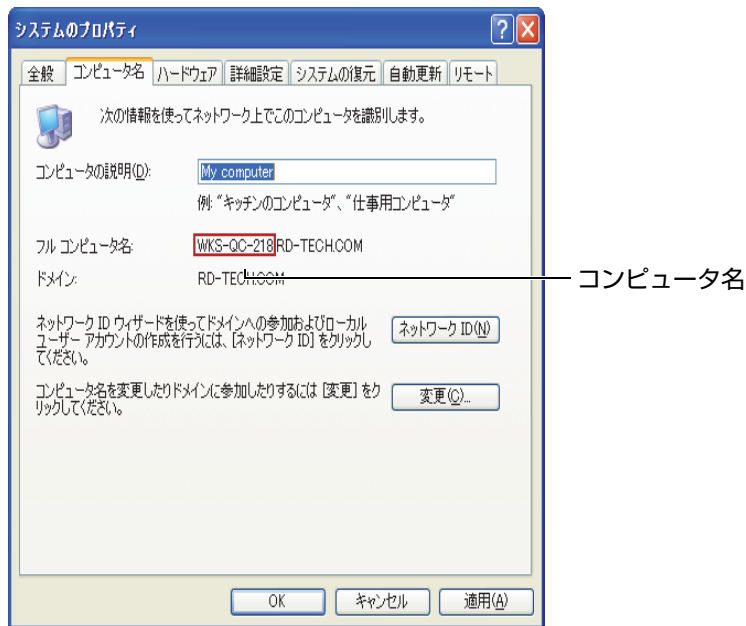 システムのプロパティ
全般 コンピュータ名 ハードウェア 詳細設定 システムの復元 自動更新 リモート
次の情報を使ってネットワーク上でこのコンピュータを識別します。
コンピュータの説明(D): My computer
例: "キッチンのコンピュータ"、"仕事用コンピュータ"
フル コンピュータ名: WKS-QC-218.RD-TECH.COM
ドメイン: RD-TECH.COM
コンピュータ名
ネットワーク ID ウィザードを使ってドメインへの参加およびローカル
ユーザー アカウントの作成を行うには、[ネットワーク ID] をクリックし
てください。
ネットワーク ID(N)
コンピュータ名を変更したりドメインに参加したりするには [変更] をク
リックしてください。
変更(C)...
OK キャンセル 適用(A)